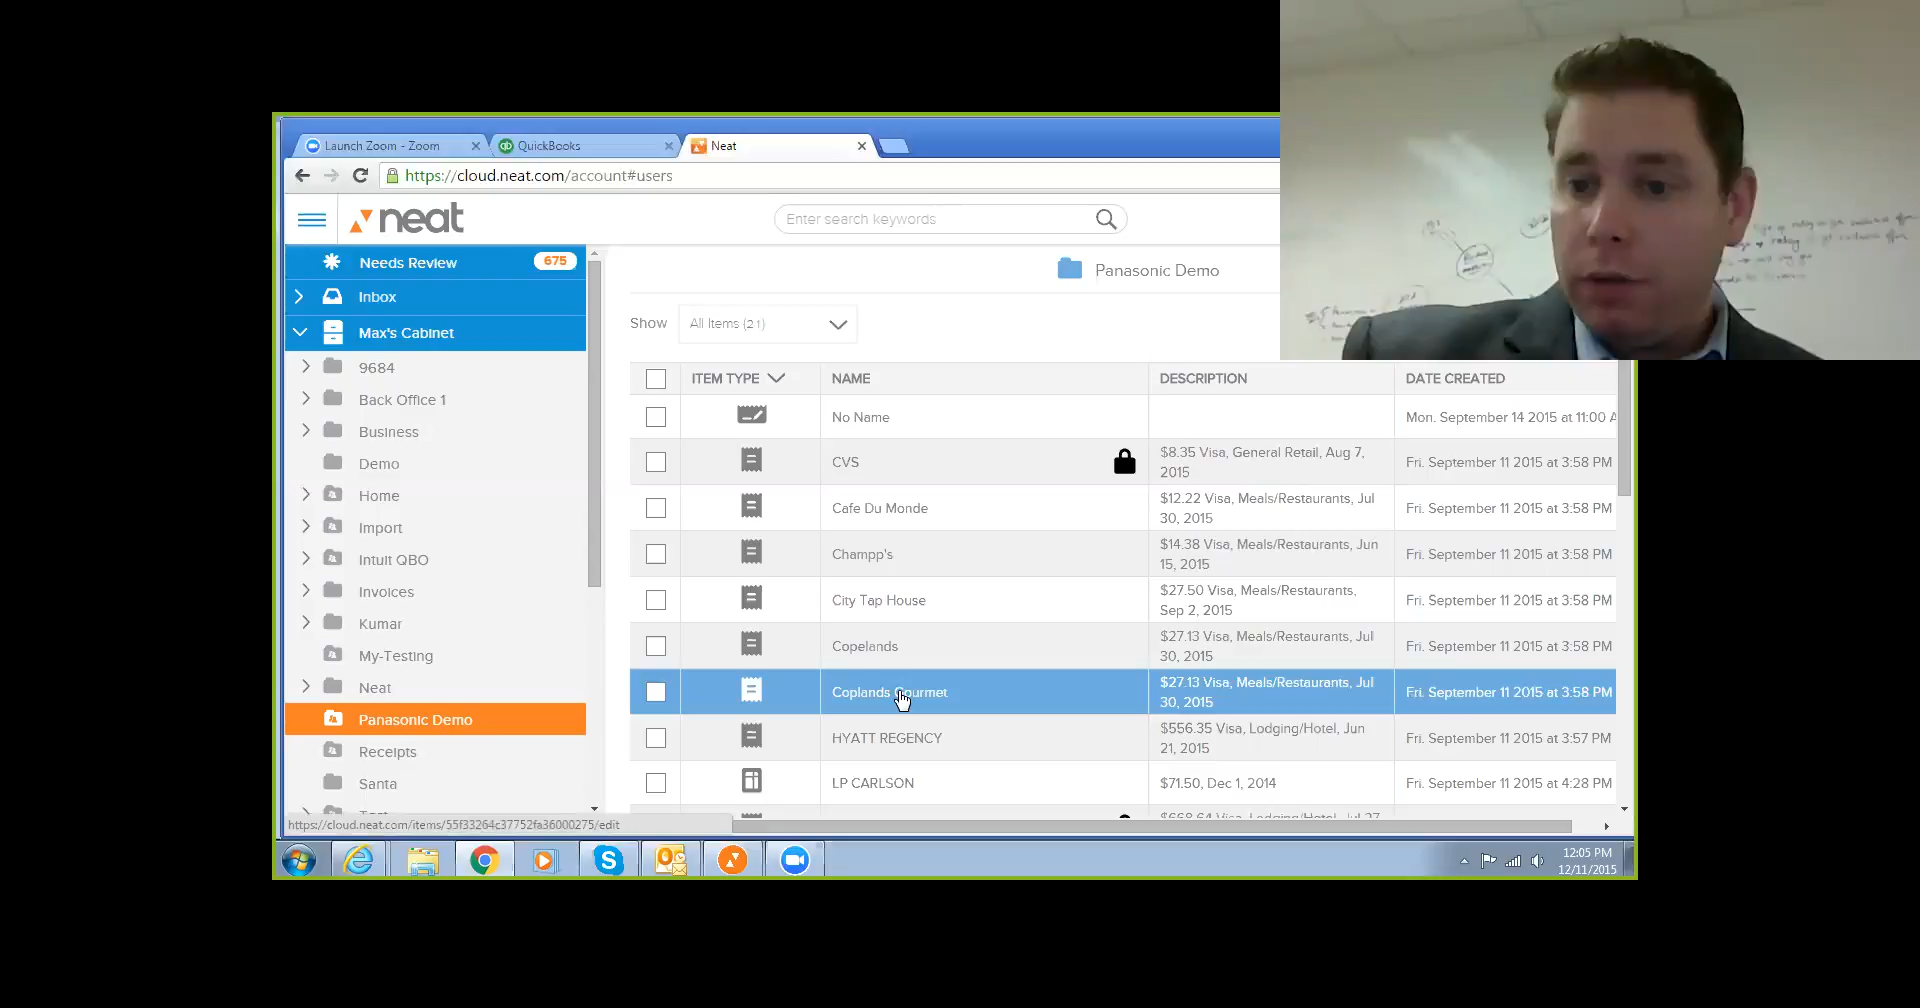 Launch Zoom - Zoom
QuickBooks
Neat
https://cloud.neat.com/account#users
neat
Enter search keywords
Needs Review
675
Inbox
Max's Cabinet
9684
Back Office 1
Business
Demo
Home
Import
Intuit QBO
Invoices
Kumar
My-Testing
Neat
Panasonic Demo
Receipts
Santa
https://cloud.neat.com/items/55f33264c37752fa36000275/edit
Panasonic Demo
Show
All Items (21)
ITEM TYPE
NAME
DESCRIPTION
DATE CREATED
No Name
Mon. September 14 2015 at 11:00 A
CVS
$8.35 Visa, General Retail, Aug 7,
2015
Fri. September 11 2015 at 3:58 PM
Cafe Du Monde
$12.22 Visa, Meals/Restaurants, Jul
30, 2015
Fri. September 11 2015 at 3:58 PM
Champp's
$14.38 Visa, Meals/Restaurants, Jun
15, 2015
Fri. September 11 2015 at 3:58 PM
City Tap House
$27.50 Visa, Meals/Restaurants,
Sep 2, 2015
Fri. September 11 2015 at 3:58 PM
Copelands
$27.13 Visa, Meals/Restaurants, Jul
30, 2015
Fri. September 11 2015 at 3:58 PM
Coplands Gourmet
$27.13 Visa, Meals/Restaurants, Jul
30, 2015
Fri. September 11 2015 at 3:58 PM
HYATT REGENCY
$556.35 Visa, Lodging/Hotel, Jun
21, 2015
Fri. September 11 2015 at 3:57 PM
LP CARLSON
$71.50, Dec 1, 2014
Fri. September 11 2015 at 4:28 PM
$668.64 Visa, Lodging/Hotel, Jul 27
12:05 PM
12/11/2015